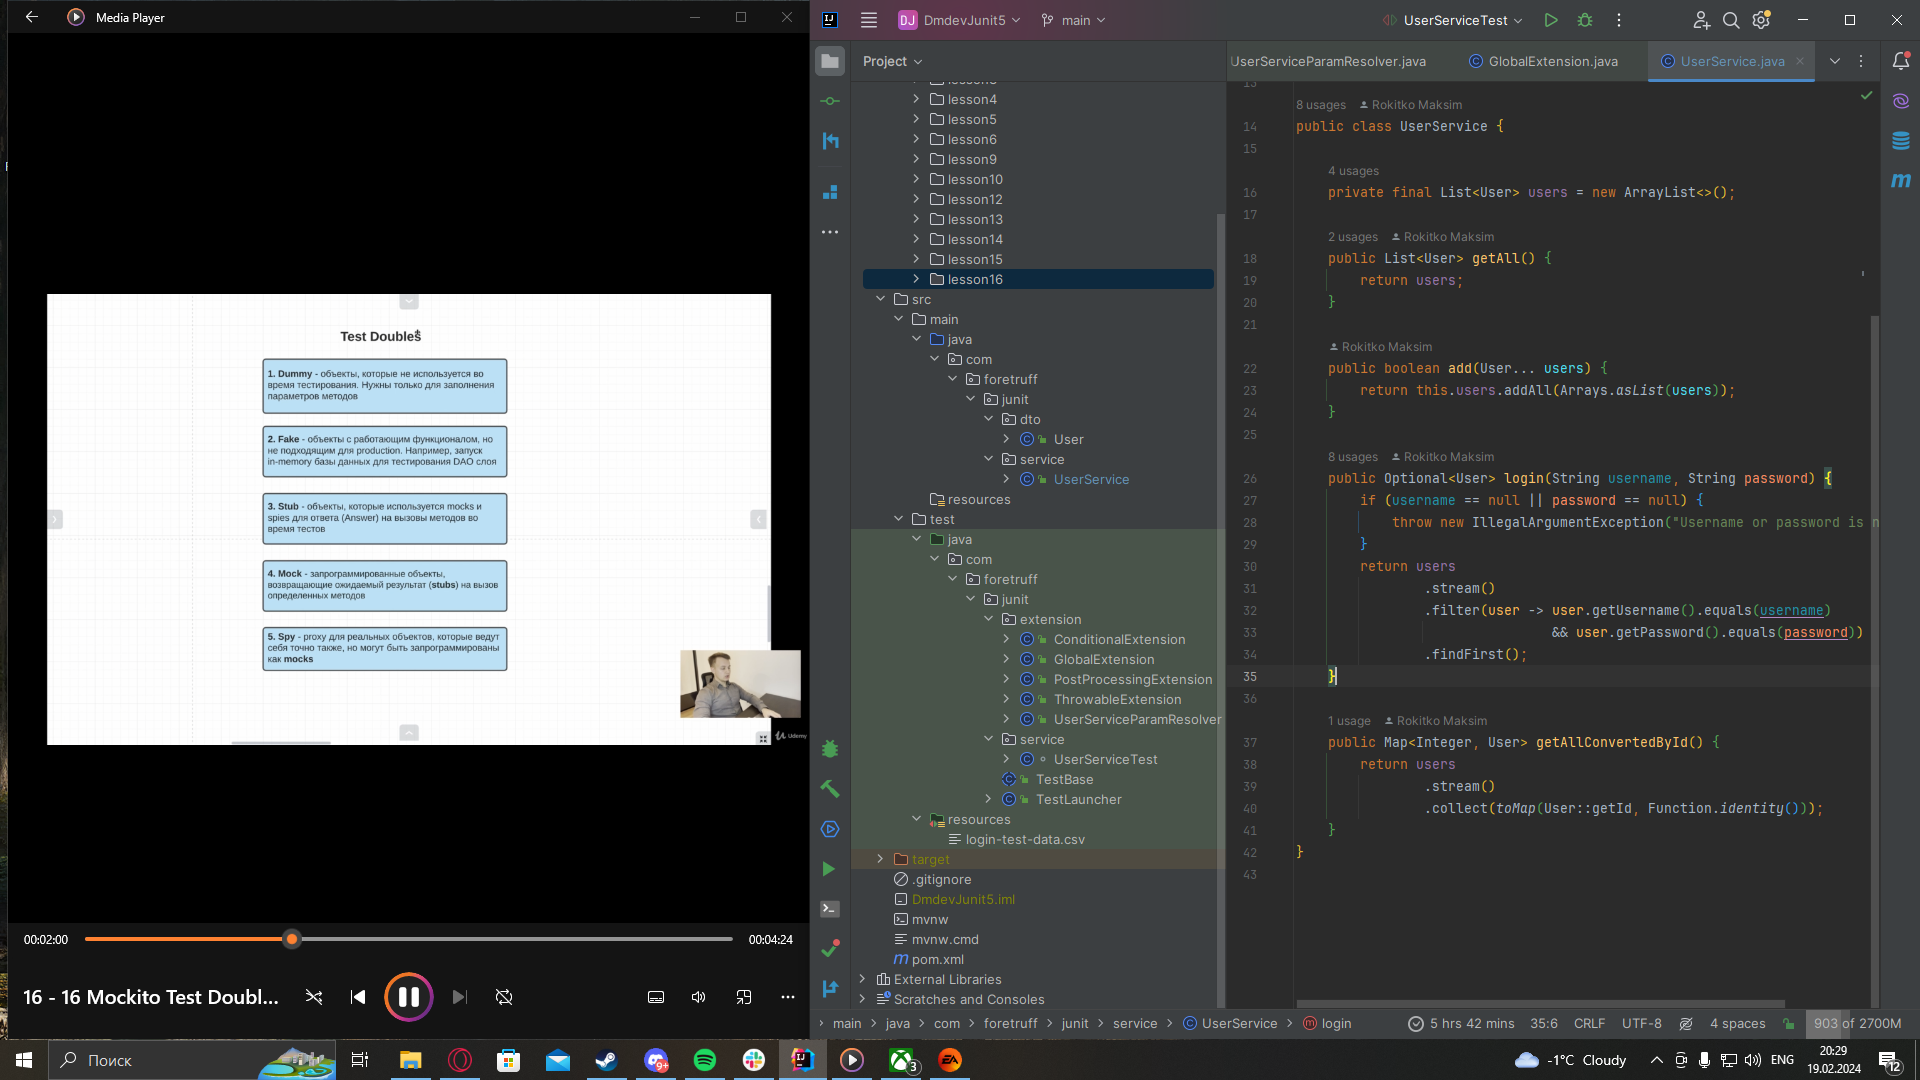 Media Player
Test Doubles
1. Dummy - объекты, которые не используется во
время тестирования. Нужны только для заполнения
параметров методов
2. Fake - объекты с работающим функционалом, но
не подходящим для production. Например, запуск
in-memory базы данных для тестирования DAO слоя
3. Stub - объекты, которые используется mocks и
spies для ответа (Answer) на вызовы методов во
время тестов
4. Mock - запрограммированные объекты,
возвращающие ожидаемый результат (stubs) на вызов
определенных методов
5. Spy - proxy для реальных объектов, которые ведут
себя точно также, но могут быть запрограммированы
как mocks
Udemy
00:02:00
00:04:24
16 - 16 Mockito Test Doubl...
DJ
DmdevJunit5
main
UserServiceTest
Project
lesson4
lesson5
lesson6
lesson9
lesson10
lesson12
lesson13
lesson14
lesson15
lesson16
src
main
java
com
foretruff
junit
dto
User
service
UserService
resources
test
java
com
foretruff
junit
extension
ConditionalExtension
GlobalExtension
PostProcessingExtension
ThrowableExtension
UserServiceParamResolver
service
UserServiceTest
TestBase
TestLauncher
resources
login-test-data.csv
target
.gitignore
DmdevJunit5.iml
mvnw
mvnw.cmd
pom.xml
External Libraries
Scratches and Consoles
UserServiceParamResolver.java
GlobalExtension.java
UserService.java
8 usages Rokitko Maksim
14 public class UserService {
15
4 usages
16 private final List<User> users = new ArrayList<>();
17
2 usages Rokitko Maksim
18 public List<User> getAll() {
19 return users;
20 }
21
Rokitko Maksim
22 public boolean add(User... users) {
23 return this.users.addAll(Arrays.asList(users));
24 }
25
8 usages Rokitko Maksim
26 public Optional<User> login(String username, String password) {
27 if (username == null || password == null) {
28 throw new IllegalArgumentException("Username or password is
29 }
30 return users
31 .stream()
32 .filter(user -> user.getUsername().equals(username)
33 && user.getPassword().equals(password))
34 .findFirst();
35 }
36
1 usage Rokitko Maksim
37 public Map<Integer, User> getAllConvertedById() {
38 return users
39 .stream()
40 .collect(toMap(User::getId, Function.identity()));
41 }
42 }
43
main > java > com > foretruff > junit > service > UserService > login
5 hrs 42 mins
35:6
CRLF
UTF-8
4 spaces
903 of 2700M
Поиск
9+
3
-1°C Cloudy
ENG
20:29
19.02.2024
12